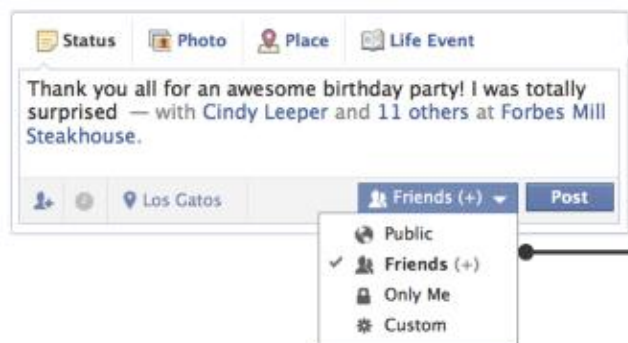 Status Photo Place Life Event
Thank you all for an awesome birthday party! I was totally
surprised — with Cindy Leeper and 11 others at Forbes Mill
Steakhouse.
Los Gatos Friends (+) Post
Public
Friends (+)
Only Me
Custom